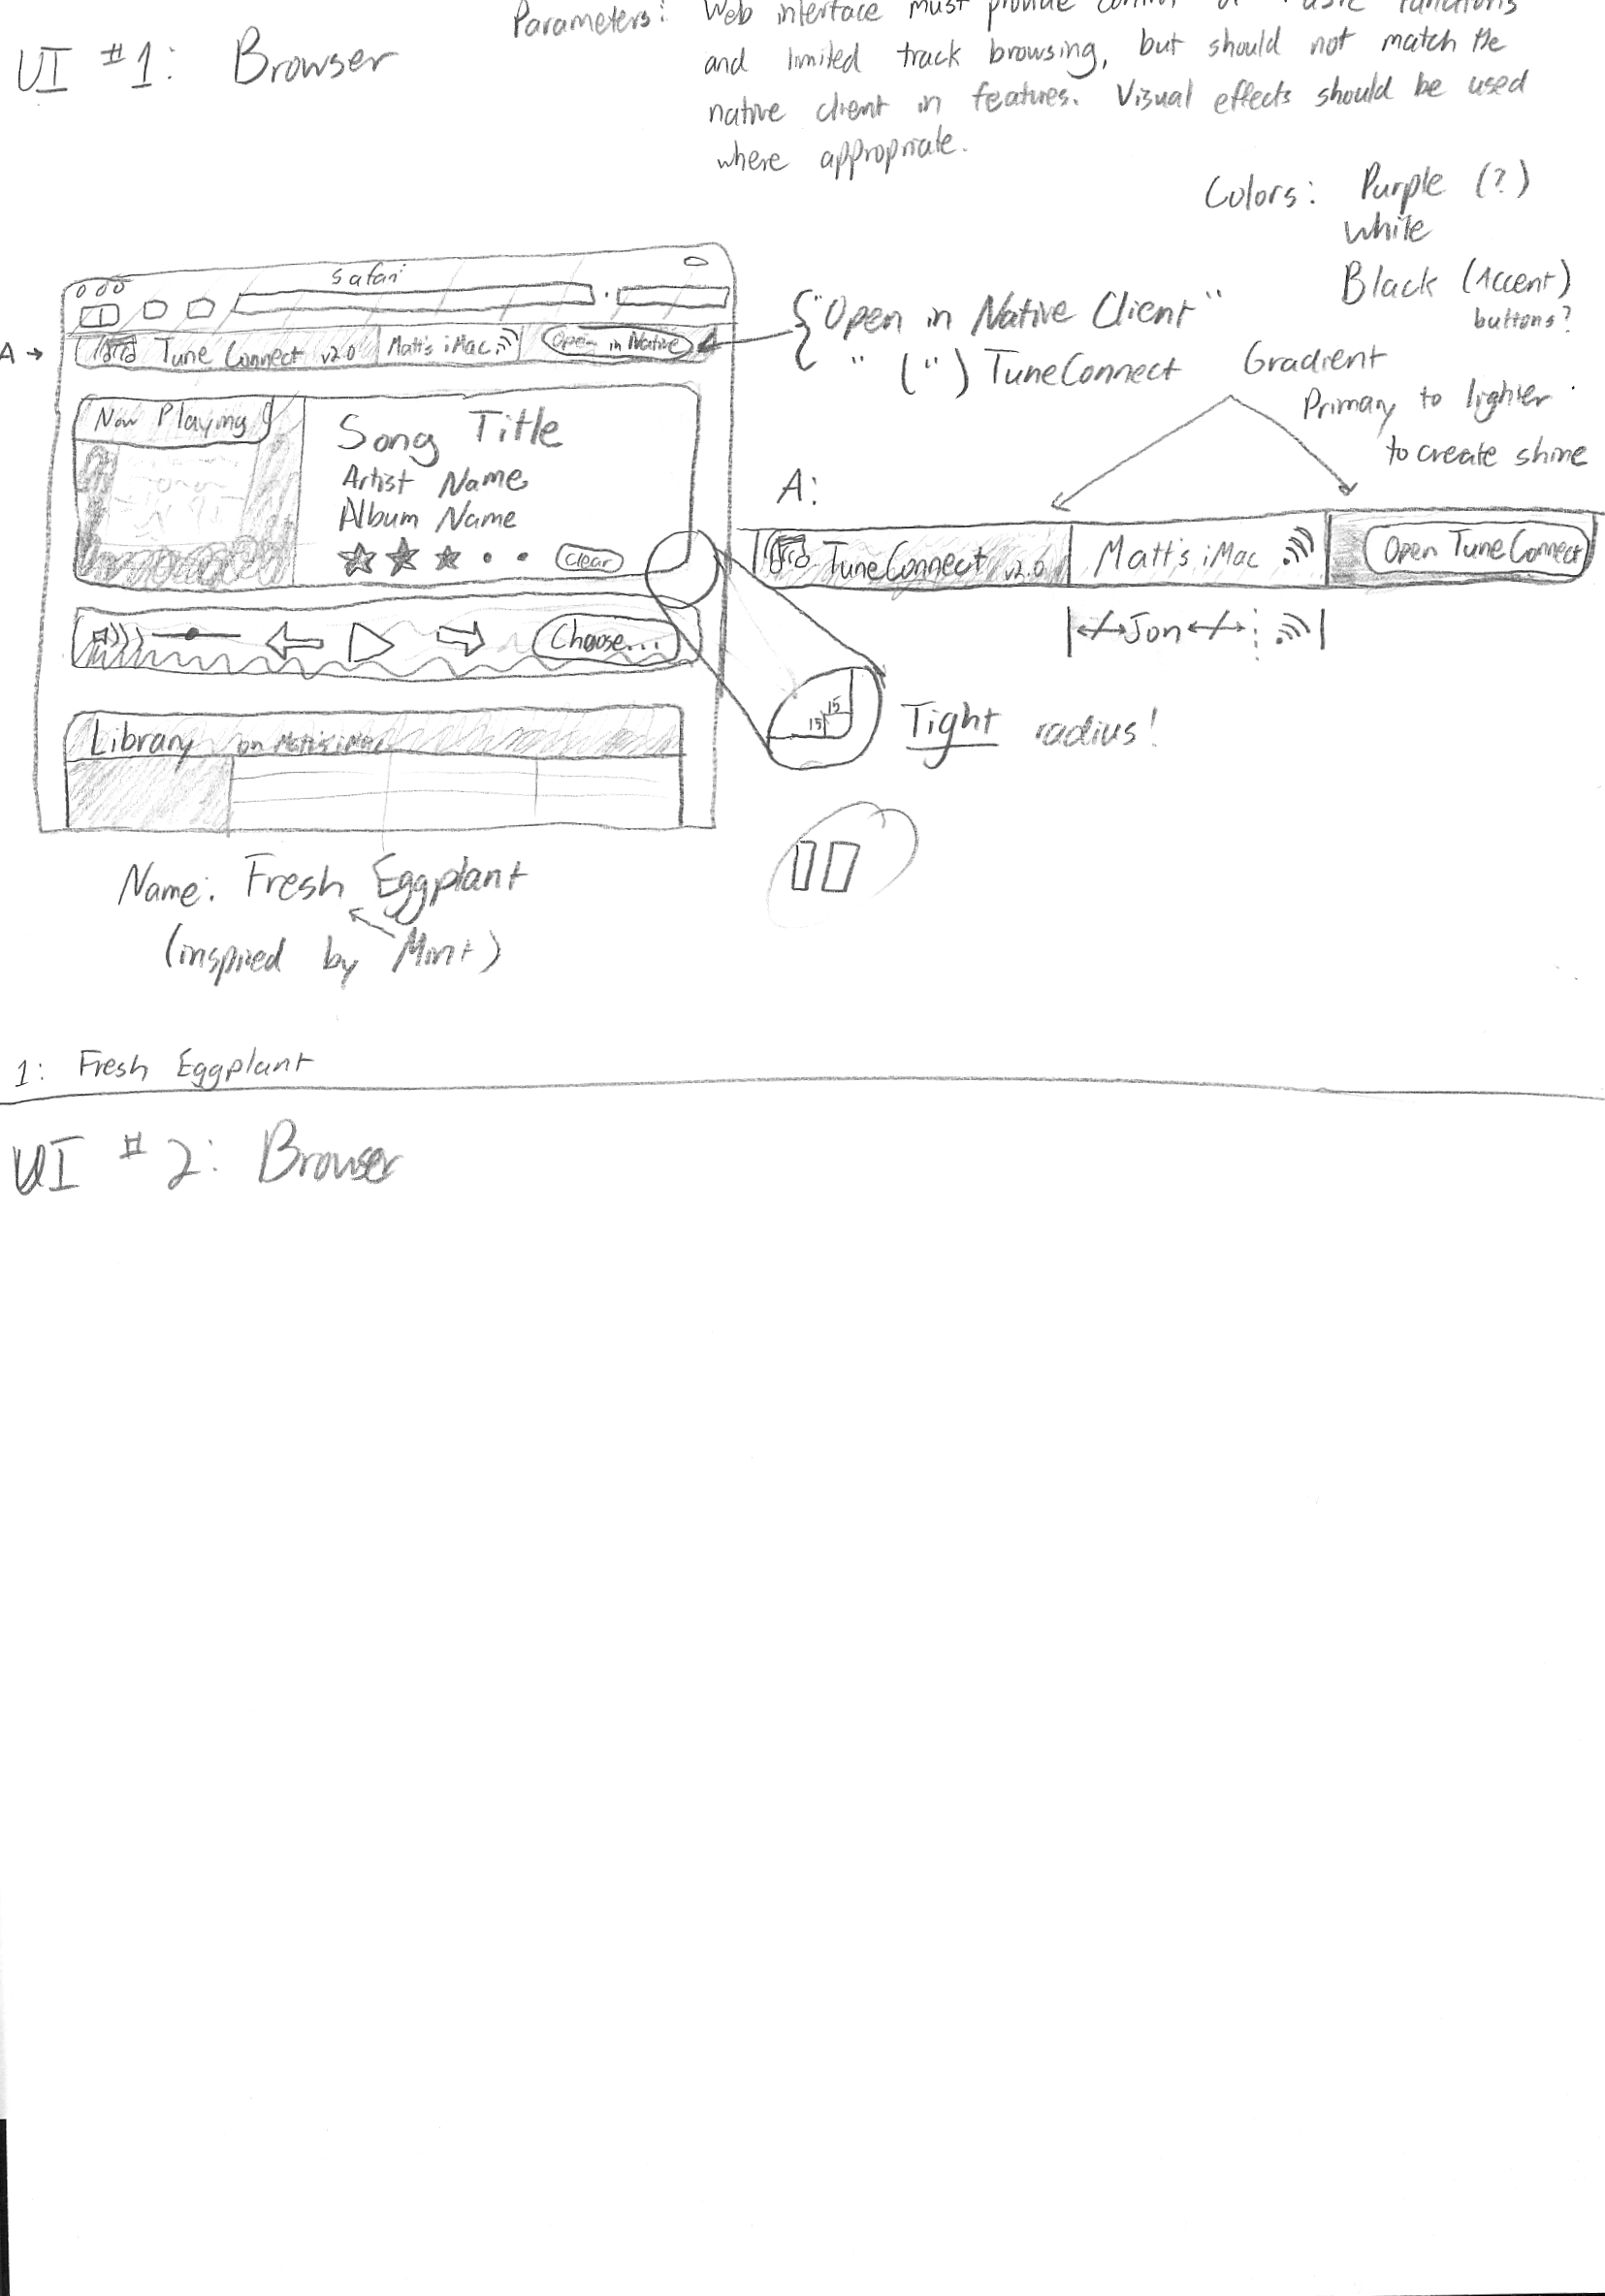 UI #1: Browser
Parameters: Web interface must provide control of basic functions
and limited track browsing, but should not match the
native client in features. Visual effects should be used
where appropriate.
Colors: Purple (?)
White
Black (Accent)
buttons?
Safari
A →
Tune Connect v2.0
Matt's iMac
Open in Native
{"Open in Native Client"
" (") TuneConnect
Gradient
Primary to lighter
to create shine
Now Playing
Song Title
Artist Name
Album Name
Clear
A:
TuneConnect v2.0
Matt's iMac
Open TuneConnect
Jon
Choose...
15
15
Tight radius!
Library on Matt's iMac
Name: Fresh Eggplant
(inspired by Mint)
1: Fresh Eggplant
UI #2: Browser